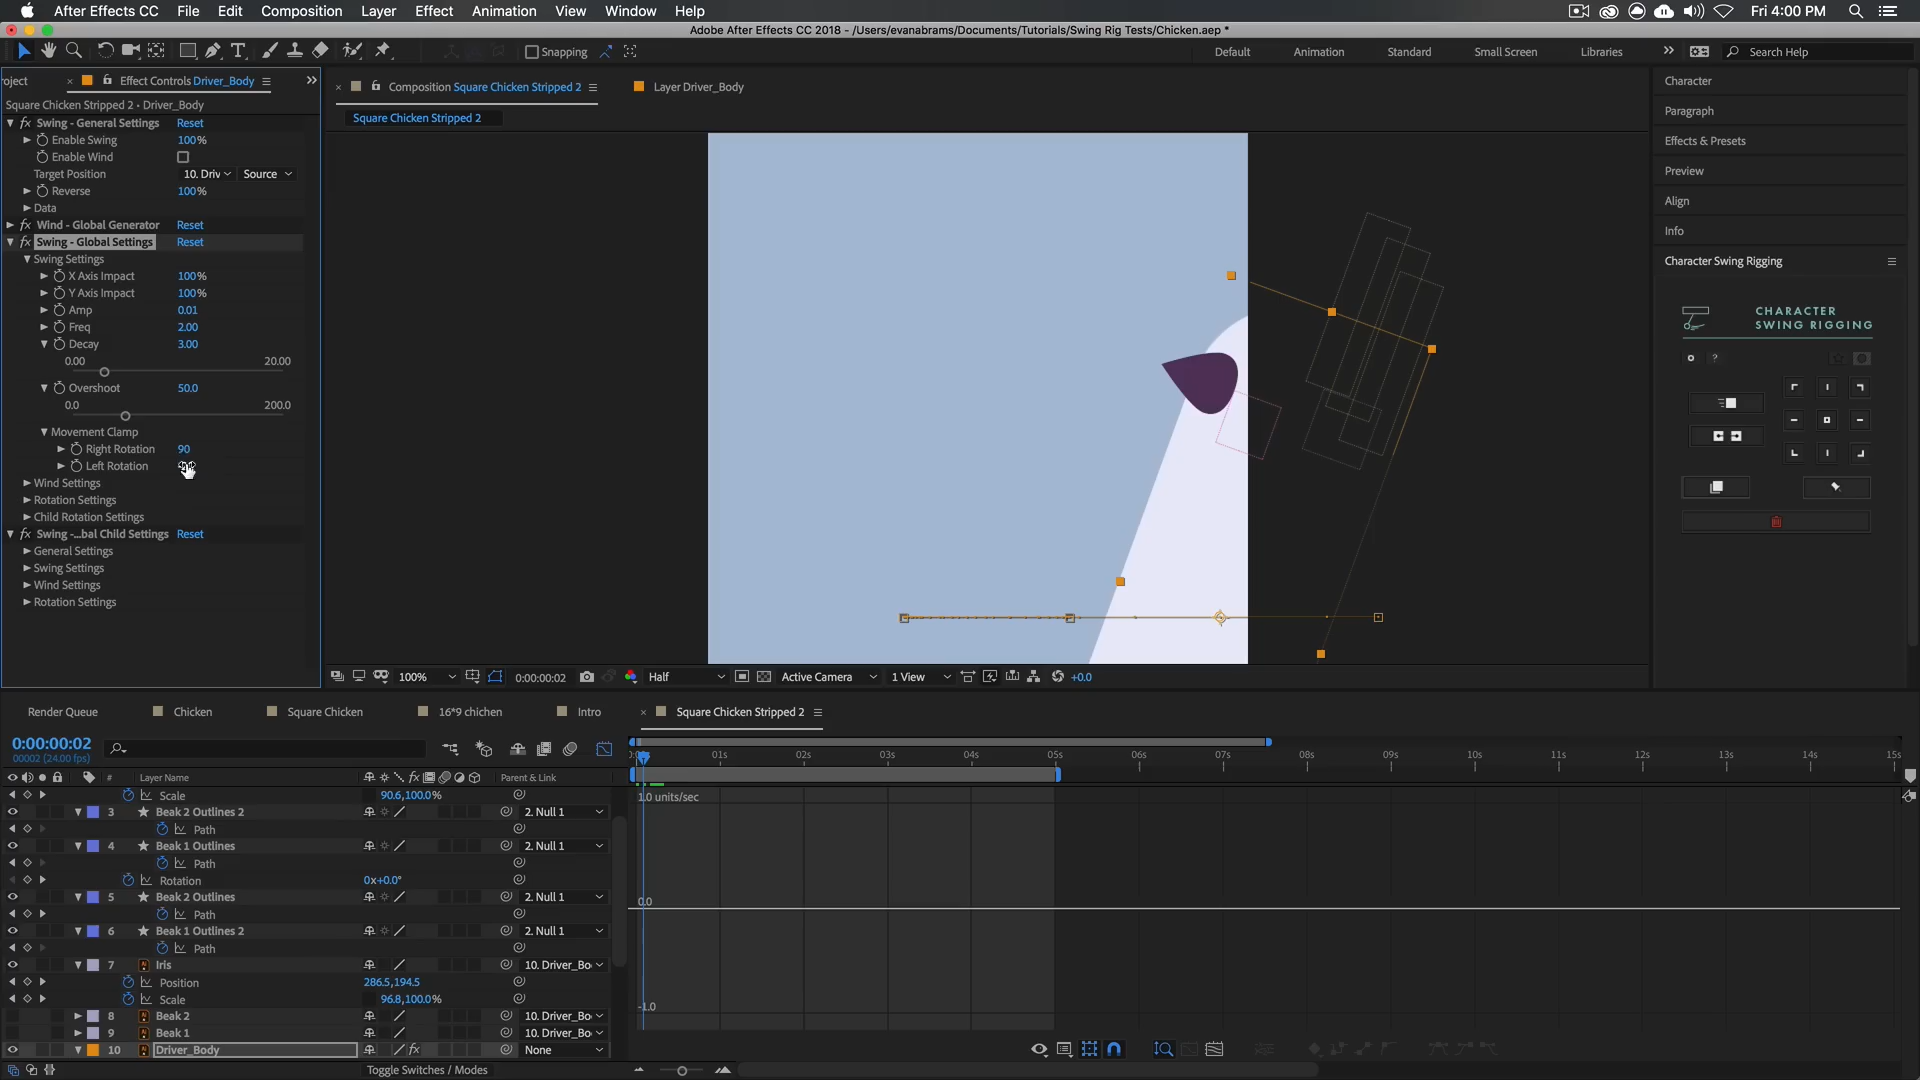 After Effects CC File Edit Composition Layer Effect Animation View Window Help Fri 4:00 PM
Adobe After Effects CC 2018 - /Users/evanabrams/Documents/Tutorials/Swing Rig Tests/Chicken.aep *
Snapping Default Animation Standard Small Screen Libraries Search Help
roject Effect Controls Driver_Body Composition Square Chicken Stripped 2 Layer Driver_Body Character
Square Chicken Stripped 2 • Driver_Body
Square Chicken Stripped 2
Paragraph
Effects & Presets
Preview
Align
Info
Character Swing Rigging
CHARACTER
SWING RIGGING
?
Swing - General Settings Reset
Enable Swing 100%
Enable Wind
Target Position 10. Driv Source
Reverse 100%
Data
Wind - Global Generator Reset
Swing - Global Settings Reset
Swing Settings
X Axis Impact 100%
Y Axis Impact 100%
Amp 0.01
Freq 2.00
Decay 3.00
0.00 20.00
Overshoot 50.0
0.0 200.0
Movement Clamp
Right Rotation 90
Left Rotation
Wind Settings
Rotation Settings
Child Rotation Settings
Swing -...bal Child Settings Reset
General Settings
Swing Settings
Wind Settings
Rotation Settings
100% 0:00:00:02 Half Active Camera 1 View +0.0
Render Queue Chicken Square Chicken 16*9 chichen Intro Square Chicken Stripped 2
0:00:00:02
00002 (24.00 fps)
01s 02s 03s 04s 05s 06s 07s 08s 09s 10s 11s 12s 13s 14s 15s
# Layer Name Parent & Link
Scale 90.6,100.0%
1.0 units/sec
3 Beak 2 Outlines 2 2. Null 1
Path
4 Beak 1 Outlines 2. Null 1
Path
Rotation 0x+0.0°
5 Beak 2 Outlines 2. Null 1
0.0
Path
6 Beak 1 Outlines 2 2. Null 1
Path
7 Iris 10. Driver_Bo
Position 286.5,194.5
Scale 96.8,100.0%
-1.0
8 Beak 2 10. Driver_Bo
9 Beak 1 10. Driver_Bo
10 Driver_Body None
Toggle Switches / Modes